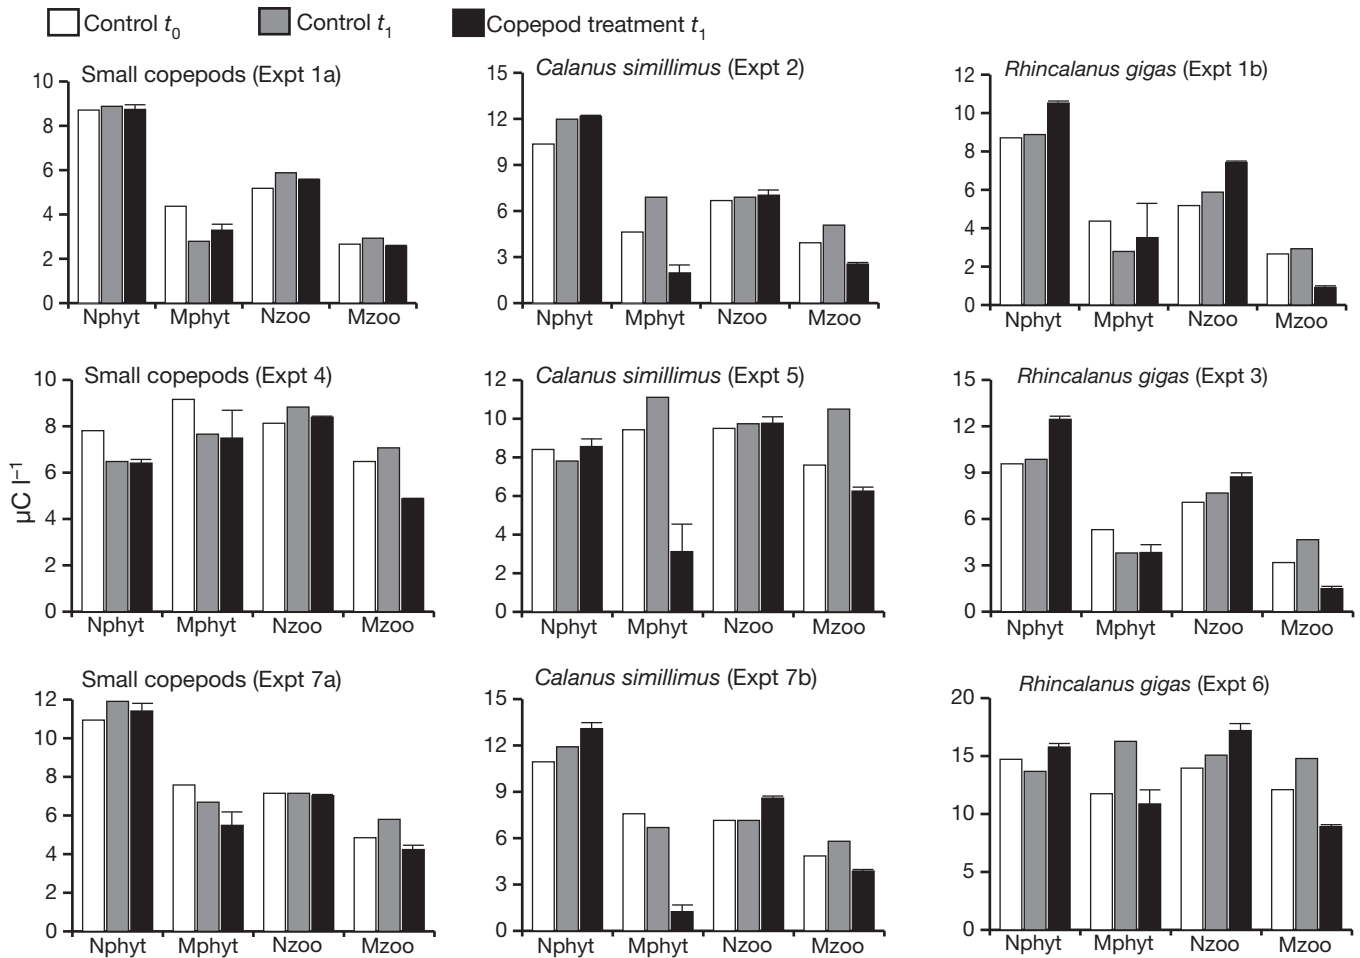 Control t0 Control t1 Copepod treatment t1
Small copepods (Expt 1a)
10
8
6
4
2
0
Nphyt Mphyt Nzoo Mzoo
Calanus simillimus (Expt 2)
15
12
9
6
3
0
Nphyt Mphyt Nzoo Mzoo
Rhincalanus gigas (Expt 1b)
12
10
8
6
4
2
0
Nphyt Mphyt Nzoo Mzoo
µC l–1
Small copepods (Expt 4)
10
8
6
4
2
0
Nphyt Mphyt Nzoo Mzoo
Calanus simillimus (Expt 5)
12
10
8
6
4
2
0
Nphyt Mphyt Nzoo Mzoo
Rhincalanus gigas (Expt 3)
15
12
9
6
3
0
Nphyt Mphyt Nzoo Mzoo
Small copepods (Expt 7a)
12
10
8
6
4
2
0
Nphyt Mphyt Nzoo Mzoo
Calanus simillimus (Expt 7b)
15
12
9
6
3
0
Nphyt Mphyt Nzoo Mzoo
Rhincalanus gigas (Expt 6)
20
15
10
5
0
Nphyt Mphyt Nzoo Mzoo